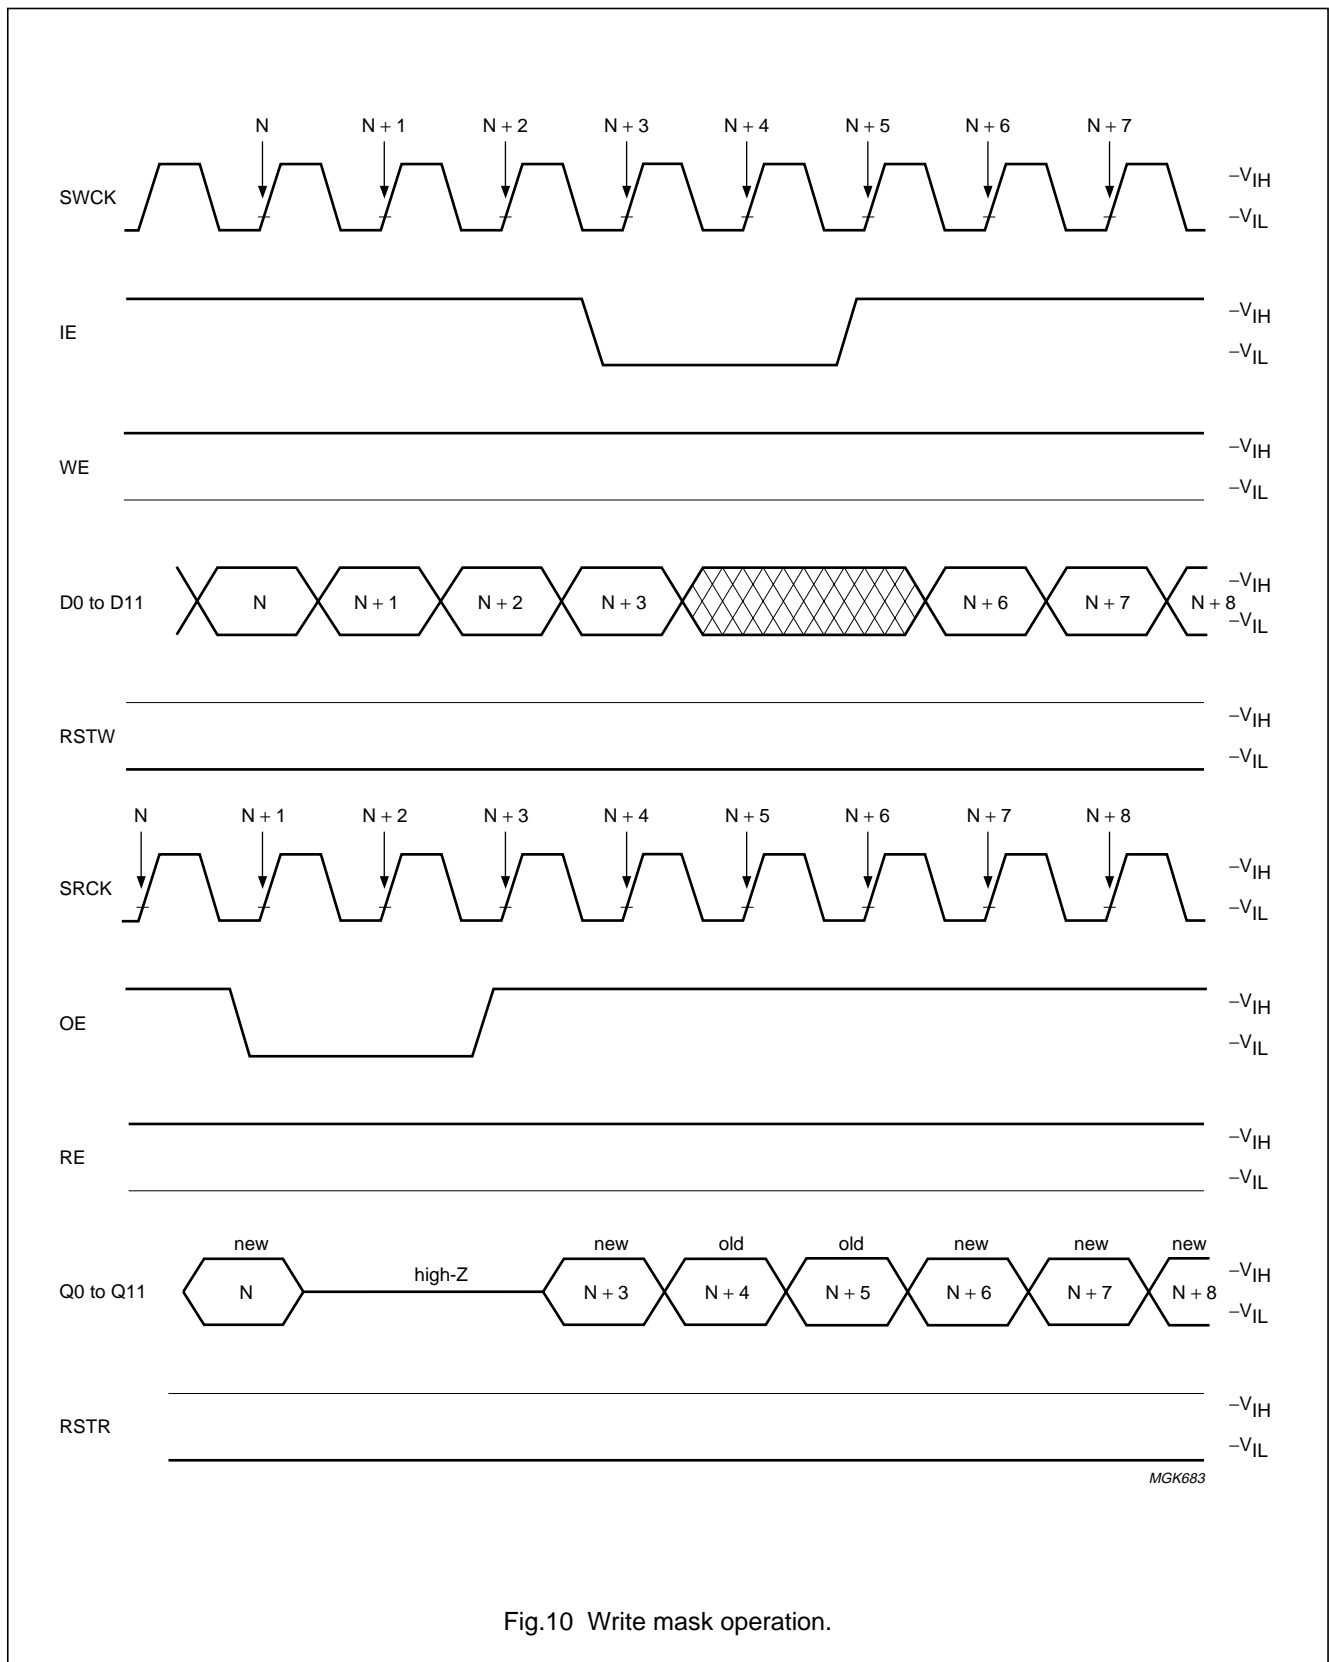 N N + 1 N + 2 N + 3 N + 4 N + 5 N + 6 N + 7
SWCK
–VIH
–VIL
IE
–VIH
–VIL
WE
–VIH
–VIL
D0 to D11
N N + 1 N + 2 N + 3 N + 6 N + 7 N + 8
–VIH
–VIL
RSTW
–VIH
–VIL
N N + 1 N + 2 N + 3 N + 4 N + 5 N + 6 N + 7 N + 8
SRCK
–VIH
–VIL
OE
–VIH
–VIL
RE
–VIH
–VIL
new high-Z new old old new new new
Q0 to Q11
N N + 3 N + 4 N + 5 N + 6 N + 7 N + 8
–VIH
–VIL
RSTR
–VIH
–VIL
MGK683
Fig.10 Write mask operation.